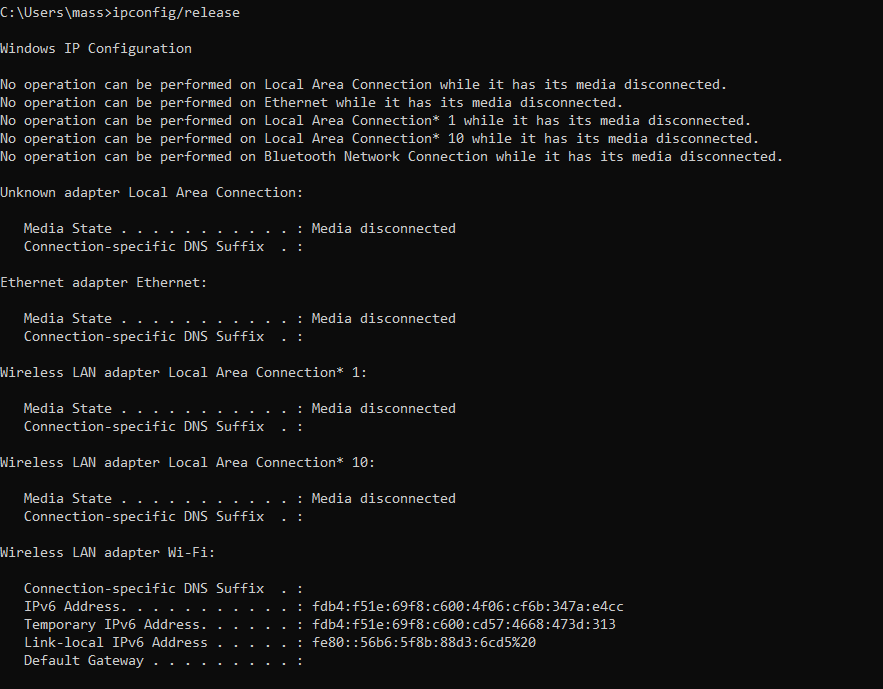 C:\Users\mass>ipconfig/release
Windows IP Configuration
No operation can be performed on Local Area Connection while it has its media disconnected.
No operation can be performed on Ethernet while it has its media disconnected.
No operation can be performed on Local Area Connection* 1 while it has its media disconnected.
No operation can be performed on Local Area Connection* 10 while it has its media disconnected.
No operation can be performed on Bluetooth Network Connection while it has its media disconnected.
Unknown adapter Local Area Connection:
   Media State . . . . . . . . . . . : Media disconnected
   Connection-specific DNS Suffix  . :
Ethernet adapter Ethernet:
   Media State . . . . . . . . . . . : Media disconnected
   Connection-specific DNS Suffix  . :
Wireless LAN adapter Local Area Connection* 1:
   Media State . . . . . . . . . . . : Media disconnected
   Connection-specific DNS Suffix  . :
Wireless LAN adapter Local Area Connection* 10:
   Media State . . . . . . . . . . . : Media disconnected
   Connection-specific DNS Suffix  . :
Wireless LAN adapter Wi-Fi:
   Connection-specific DNS Suffix  . :
   IPv6 Address. . . . . . . . . . . : fdb4:f51e:69f8:c600:4f06:cf6b:347a:e4cc
   Temporary IPv6 Address. . . . . . : fdb4:f51e:69f8:c600:cd57:4668:473d:313
   Link-local IPv6 Address . . . . . : fe80::56b6:5f8b:88d3:6cd5%20
   Default Gateway . . . . . . . . . :